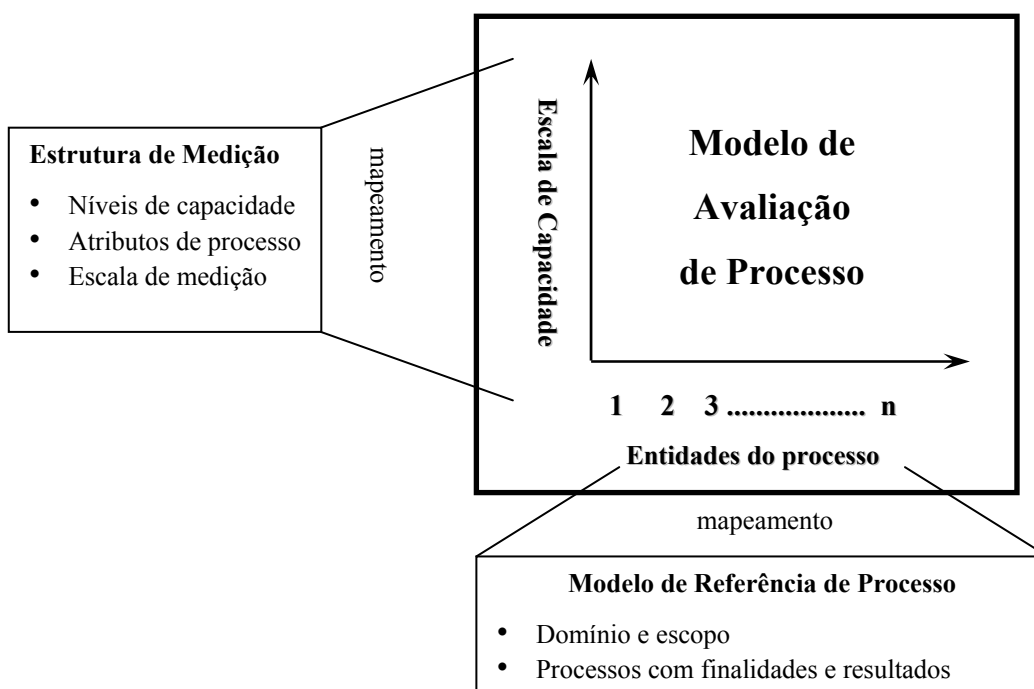 Estrutura de Medição
• Níveis de capacidade
• Atributos de processo
• Escala de medição
mapeamento
Escala de Capacidade
Modelo de
Avaliação
de Processo
1 2 3 ................... n
Entidades do processo
mapeamento
Modelo de Referência de Processo
• Domínio e escopo
• Processos com finalidades e resultados